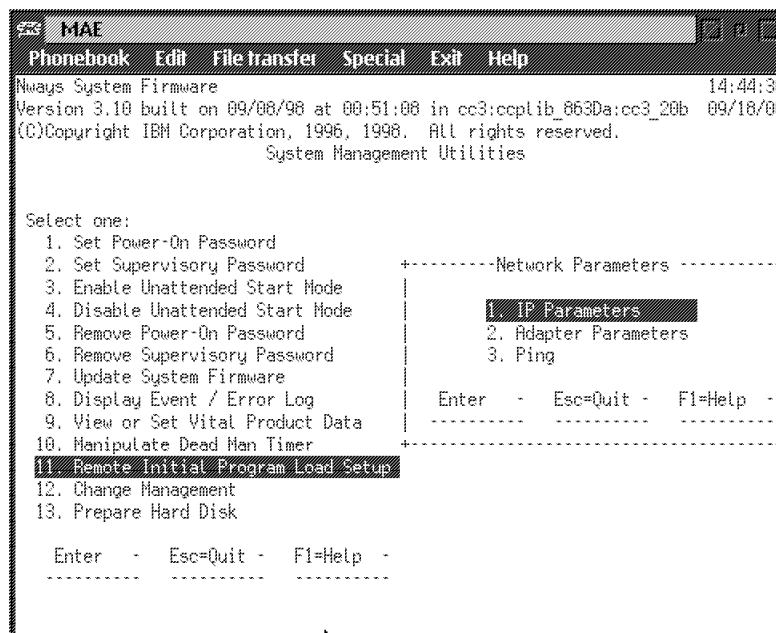 MAE
Phonebook Edit File transfer Special Exit Help
Nways System Firmware 14:44:3
Version 3.10 built on 09/08/98 at 00:51:08 in cc3:ccplib_863Da:cc3_20b 09/18/0
(C)Copyright IBM Corporation, 1996, 1998. All rights reserved.
System Management Utilities
Select one:
1. Set Power-On Password
2. Set Supervisory Password
3. Enable Unattended Start Mode
4. Disable Unattended Start Mode
5. Remove Power-On Password
6. Remove Supervisory Password
7. Update System Firmware
8. Display Event / Error Log
9. View or Set Vital Product Data
10. Manipulate Dead Man Timer
11. Remote Initial Program Load Setup
12. Change Management
13. Prepare Hard Disk
Enter - Esc=Quit - F1=Help -
Network Parameters
1. IP Parameters
2. Adapter Parameters
3. Ping
Enter - Esc=Quit - F1=Help -